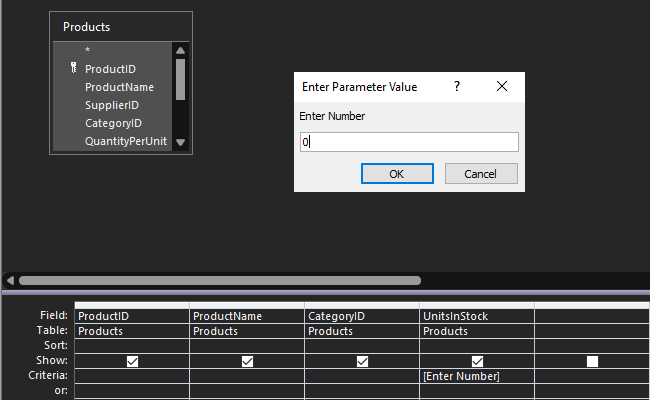 Products
*
ProductID
ProductName
SupplierID
CategoryID
QuantityPerUnit
Enter Parameter Value ?
Enter Number
0
OK Cancel
Field: ProductID ProductName CategoryID UnitsInStock
Table: Products Products Products Products
Sort:
Show:
Criteria: [Enter Number]
or: